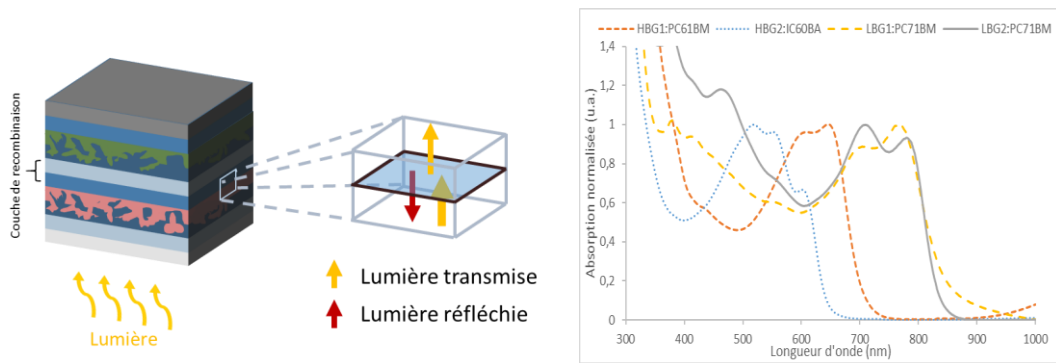 Couche de recombinaison
Lumière
Lumière transmise
Lumière réfléchie
HBG1:PC61BM HBG2:IC60BA LBG1:PC71BM LBG2:PC71BM
Absorption normalisée (u.a.)
1,4
1,2
1
0,8
0,6
0,4
0,2
0
300 400 500 600 700 800 900 1000
Longueur d'onde (nm)